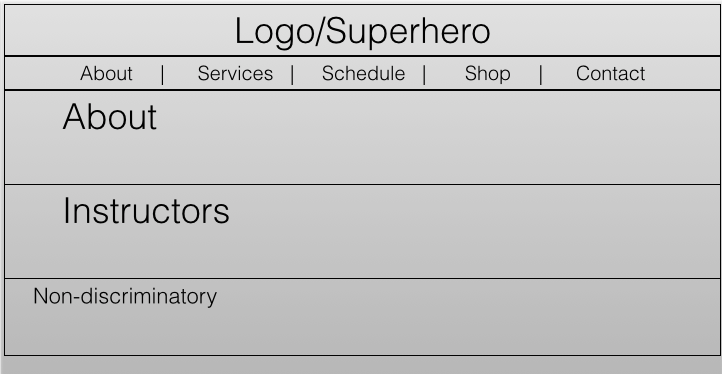 Logo/Superhero
About | Services | Schedule | Shop | Contact
About
Instructors
Non-discriminatory